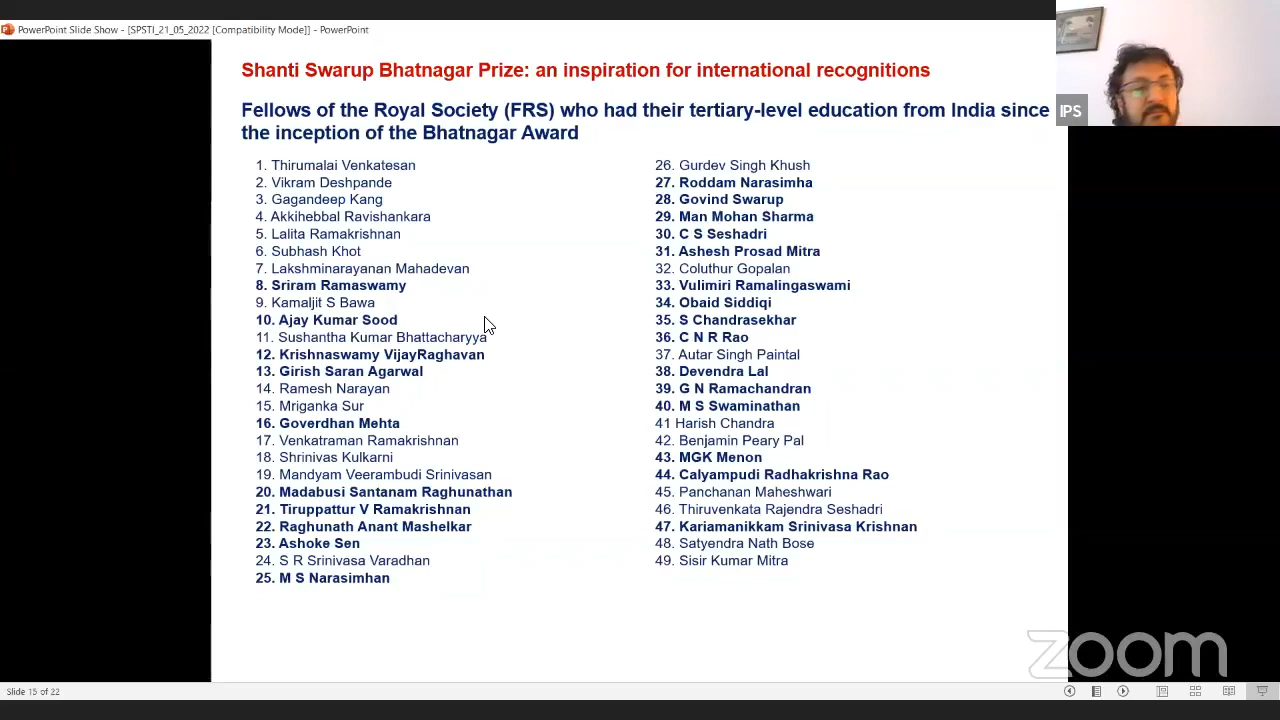 PowerPoint Slide Show - [SPSTI_21_05_2022 [Compatibility Mode]] - PowerPoint
Shanti Swarup Bhatnagar Prize: an inspiration for international recognitions
Fellows of the Royal Society (FRS) who had their tertiary-level education from India since
the inception of the Bhatnagar Award
IPS
1. Thirumalai Venkatesan
2. Vikram Deshpande
3. Gagandeep Kang
4. Akkihebbal Ravishankara
5. Lalita Ramakrishnan
6. Subhash Khot
7. Lakshminarayanan Mahadevan
8. Sriram Ramaswamy
9. Kamaljit S Bawa
10. Ajay Kumar Sood
11. Sushantha Kumar Bhattacharyya
12. Krishnaswamy VijayRaghavan
13. Girish Saran Agarwal
14. Ramesh Narayan
15. Mriganka Sur
16. Goverdhan Mehta
17. Venkatraman Ramakrishnan
18. Shrinivas Kulkarni
19. Mandyam Veerambudi Srinivasan
20. Madabusi Santanam Raghunathan
21. Tiruppattur V Ramakrishnan
22. Raghunath Anant Mashelkar
23. Ashoke Sen
24. S R Srinivasa Varadhan
25. M S Narasimhan
26. Gurdev Singh Khush
27. Roddam Narasimha
28. Govind Swarup
29. Man Mohan Sharma
30. C S Seshadri
31. Ashesh Prosad Mitra
32. Coluthur Gopalan
33. Vulimiri Ramalingaswami
34. Obaid Siddiqi
35. S Chandrasekhar
36. C N R Rao
37. Autar Singh Paintal
38. Devendra Lal
39. G N Ramachandran
40. M S Swaminathan
41 Harish Chandra
42. Benjamin Peary Pal
43. MGK Menon
44. Calyampudi Radhakrishna Rao
45. Panchanan Maheshwari
46. Thiruvenkata Rajendra Seshadri
47. Kariamanikkam Srinivasa Krishnan
48. Satyendra Nath Bose
49. Sisir Kumar Mitra
zoom
Slide 15 of 22